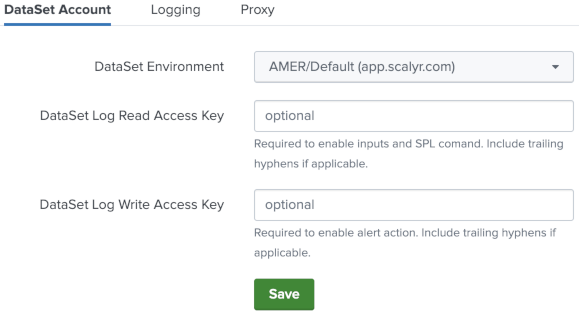 DataSet Account Logging Proxy
DataSet Environment AMER/Default (app.scalyr.com)
DataSet Log Read Access Key optional
Required to enable inputs and SPL comand. Include trailing
hyphens if applicable.
DataSet Log Write Access Key optional
Required to enable alert action. Include trailing hyphens if
applicable.
Save